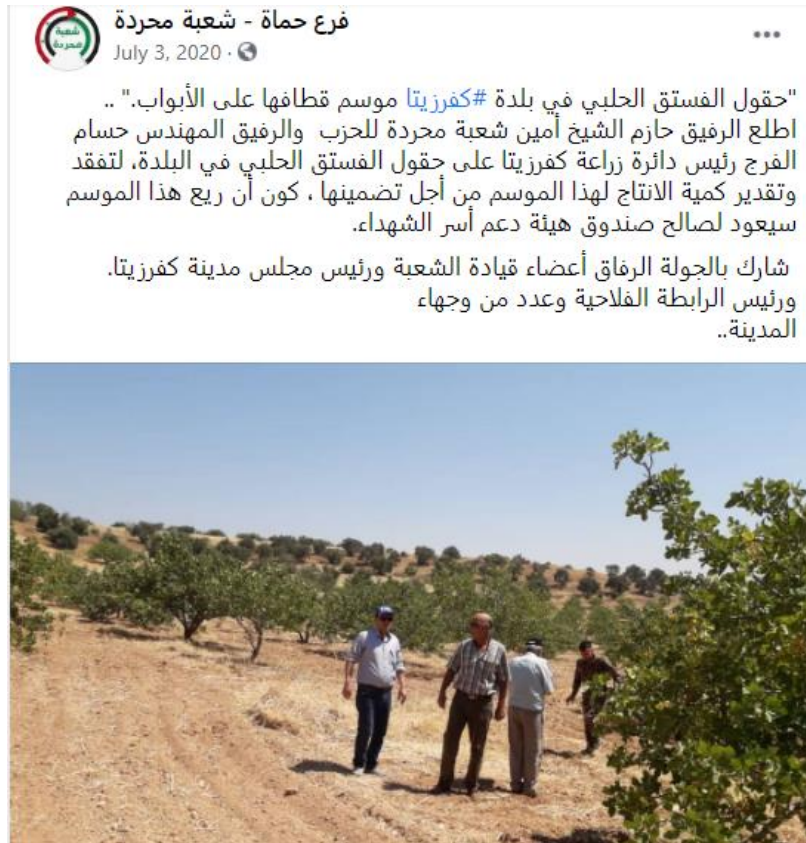 فرع حماة - شعبة محردة
July 3, 2020 ·
شعبة
محردة
"حقول الفستق الحلبي في بلدة #كفرزيتا موسم قطافها على الأبواب." ..
اطلع الرفيق حازم الشيخ أمين شعبة محردة للحزب والرفيق المهندس حسام
الفرج رئيس دائرة زراعة كفرزيتا على حقول الفستق الحلبي في البلدة، لتفقد
وتقدير كمية الانتاج لهذا الموسم من أجل تضمينها ، كون أن ريع هذا الموسم
سيعود لصالح صندوق هيئة دعم أسر الشهداء.
شارك بالجولة الرفاق أعضاء قيادة الشعبة ورئيس مجلس مدينة كفرزيتا.
ورئيس الرابطة الفلاحية وعدد من وجهاء
المدينة..